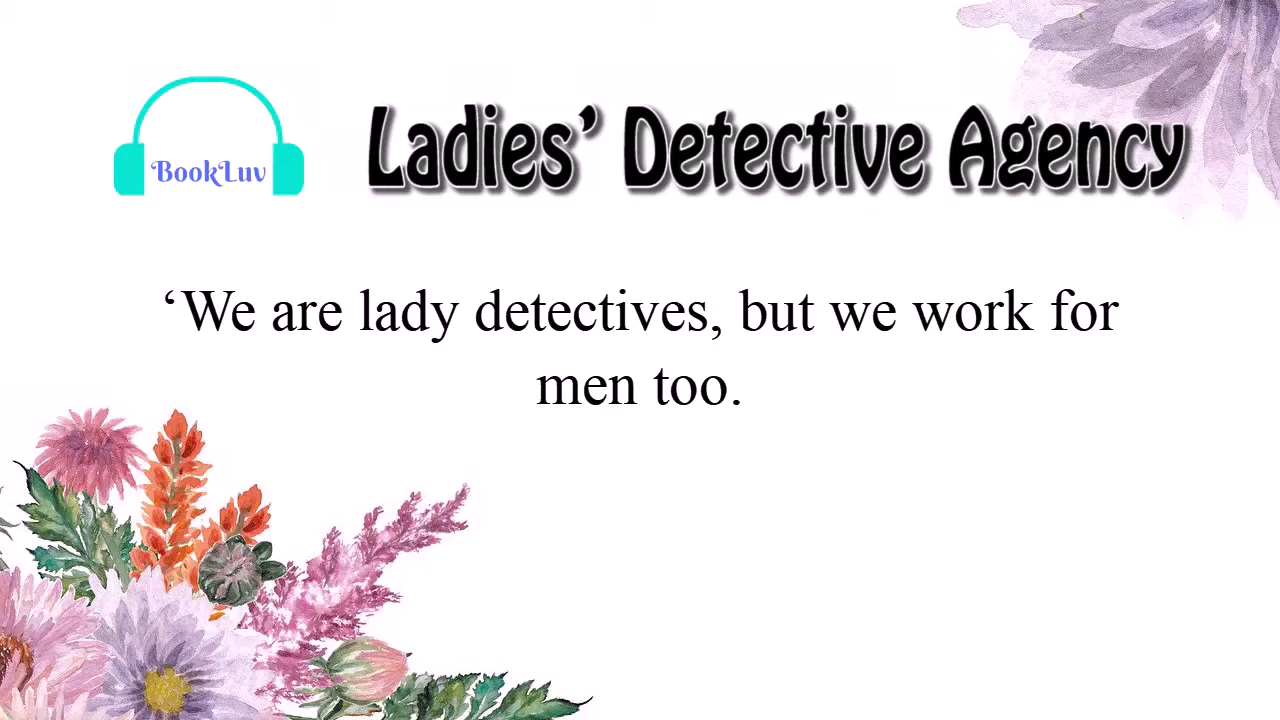 BookLuv
Ladies’ Detective Agency
‘We are lady detectives, but we work for
men too.